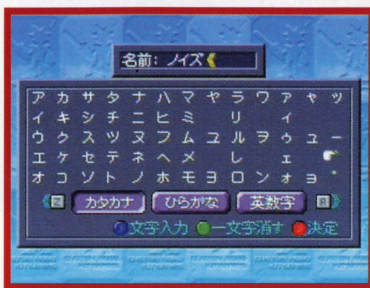 名前: ノイズ
ア カ サ タ ナ ハ マ ヤ ラ ワ ァ ャ ッ
イ キ シ チ ニ ヒ ミ リ ィ
ウ ク ス ツ ヌ フ ム ユ ル ヲ ゥ ュ ー
エ ケ セ テ ネ ヘ メ レ ェ
オ コ ソ ト ノ ホ モ ヨ ロ ン ォ ョ ゜
Z カタカナ ひらがな 英数字 R
文字入力 一文字消す 決定